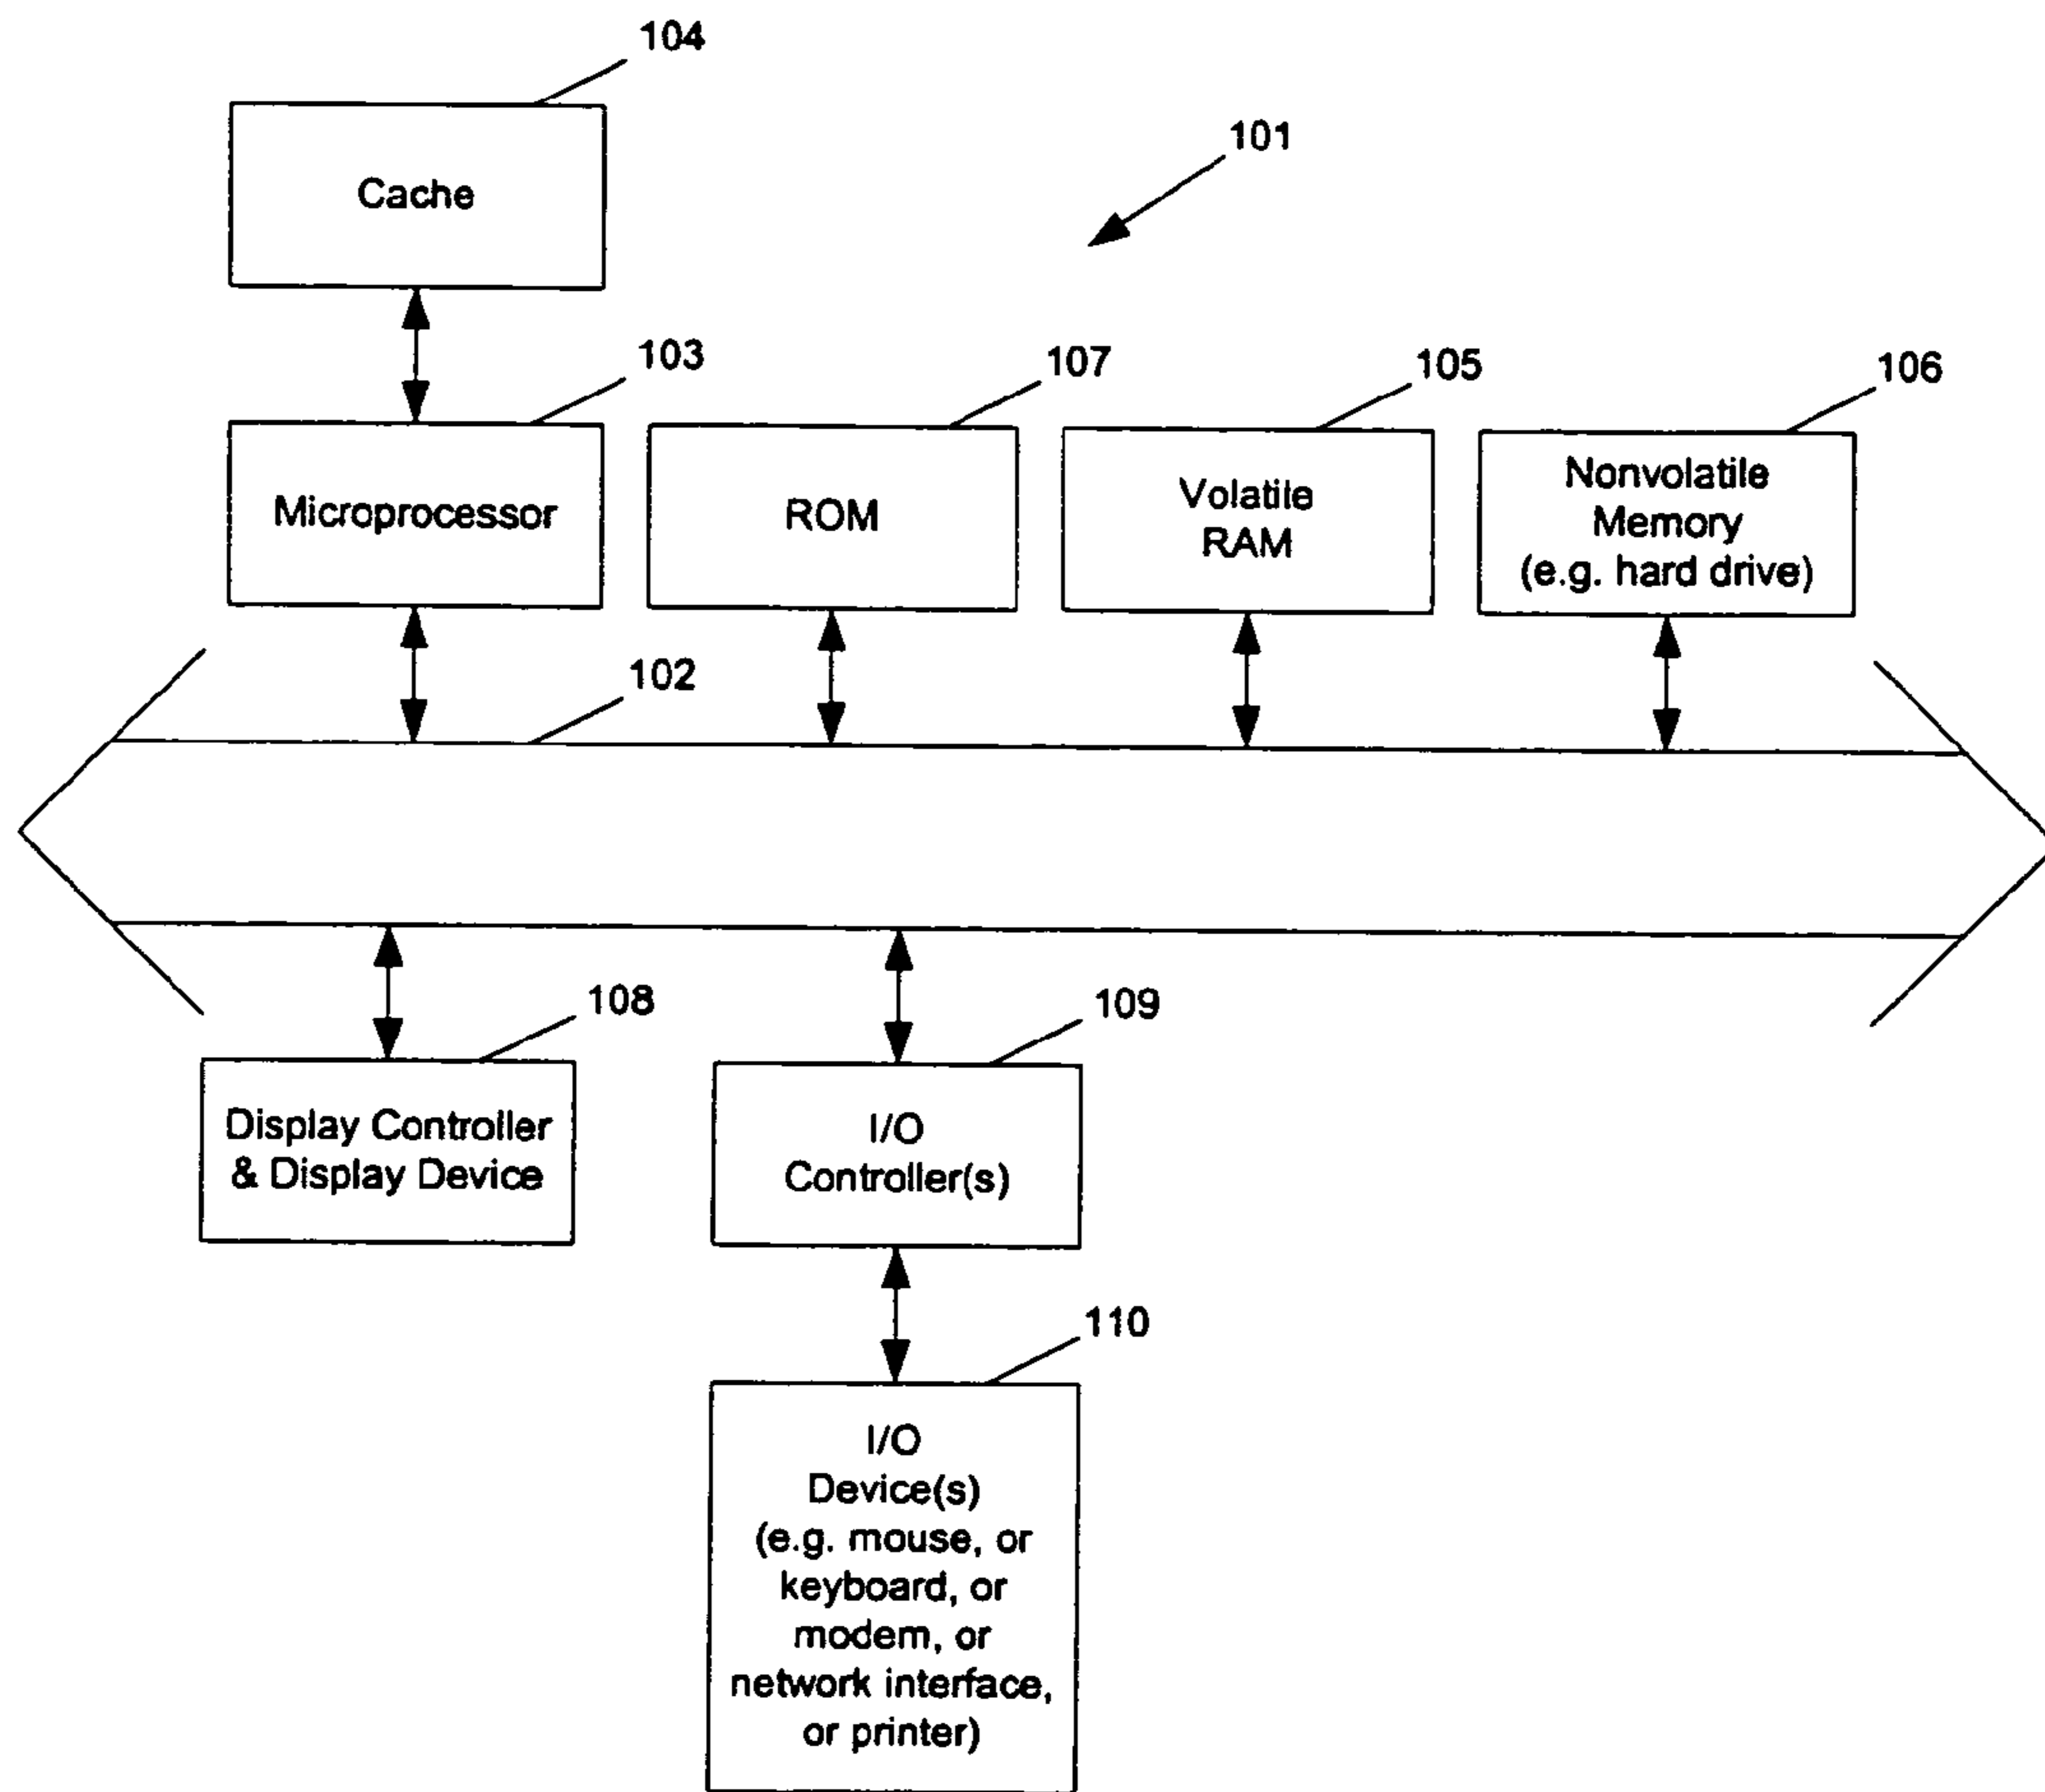 104
Cache
101
103
107
105
106
Microprocessor
ROM
Volatile
RAM
Nonvolatile
Memory
(e.g. hard drive)
102
108
109
Display Controller
& Display Device
I/O
Controller(s)
110
I/O
Device(s)
(e.g. mouse, or
keyboard, or
modem, or
network interface,
or printer)